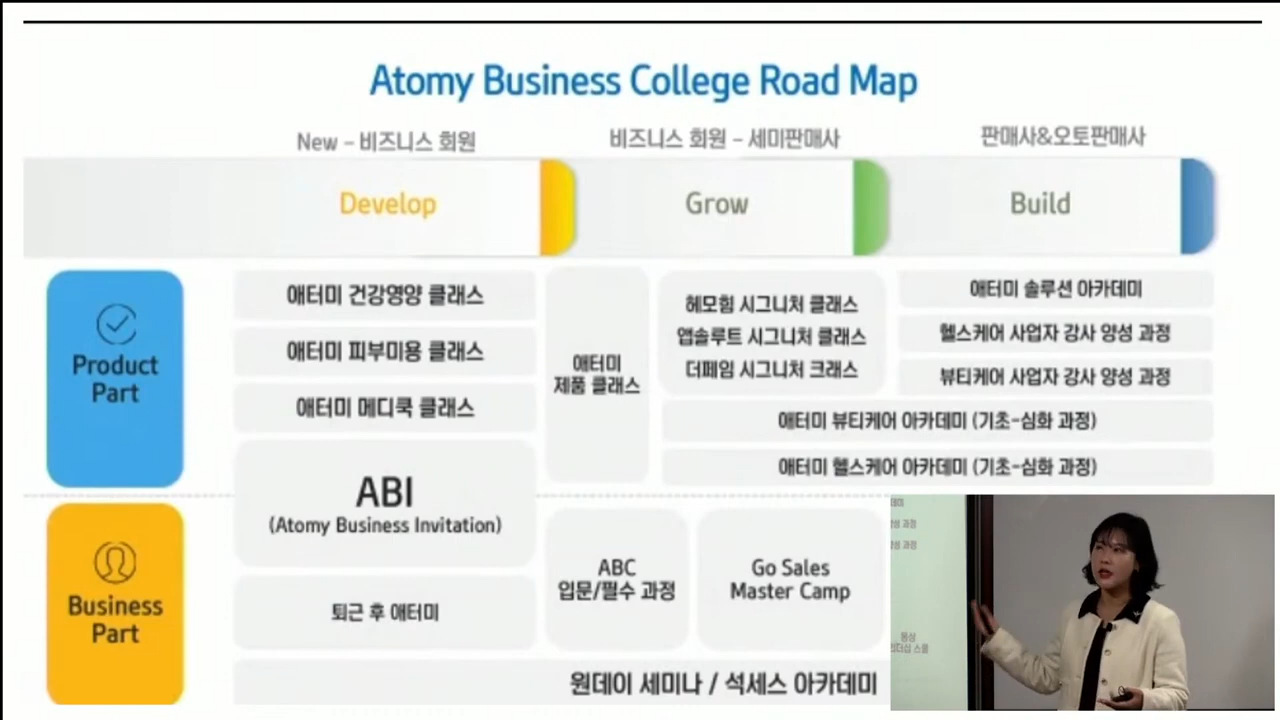 Atomy Business College Road Map
New - 비즈니스 회원
비즈니스 회원 - 세미판매사
판매사&오토판매사
Develop
Grow
Build
Product
Part
애터미 건강영양 클래스
애터미 피부미용 클래스
애터미 메디쿡 클래스
애터미
제품 클래스
헤모힘 시그니처 클래스
앱솔루트 시그니처 클래스
더페임 시그니처 크래스
애터미 솔루션 아카데미
헬스케어 사업자 강사 양성 과정
뷰티케어 사업자 강사 양성 과정
애터미 뷰티케어 아카데미 (기초-심화 과정)
애터미 헬스케어 아카데미 (기초-심화 과정)
ABI
(Atomy Business Invitation)
Business
Part
퇴근 후 애터미
ABC
입문/필수 과정
Go Sales
Master Camp
원데이 세미나 / 석세스 아카데미
성 과정
성 과정